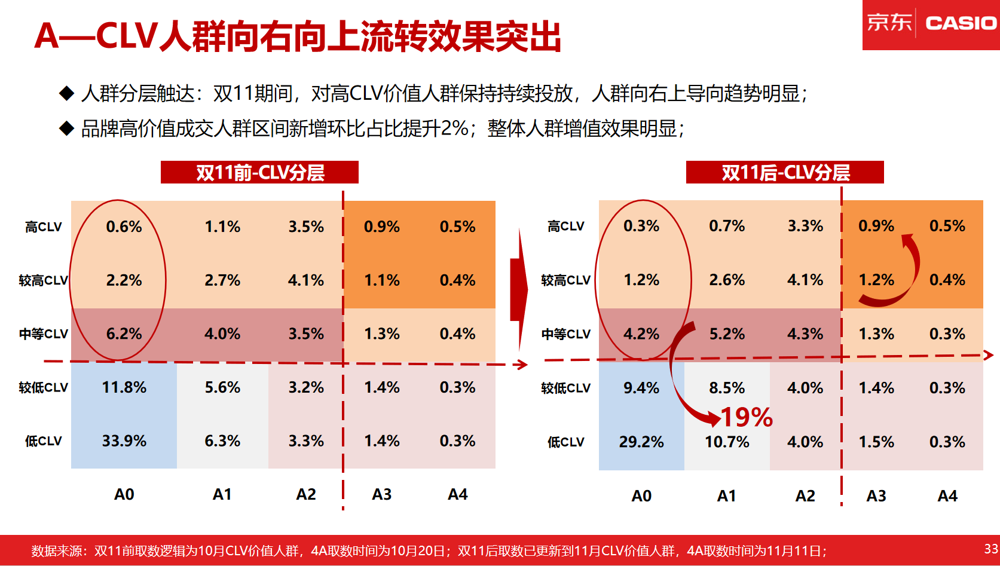 A—CLV人群向右向上流转效果突出
京东 CASIO
◆ 人群分层触达：双11期间，对高CLV价值人群保持持续投放，人群向右上导向趋势明显；
◆ 品牌高价值成交人群区间新增环比占比提升2%；整体人群增值效果明显；
双11前-CLV分层
高CLV 0.6% 1.1% 3.5% 0.9% 0.5%
较高CLV 2.2% 2.7% 4.1% 1.1% 0.4%
中等CLV 6.2% 4.0% 3.5% 1.3% 0.4%
较低CLV 11.8% 5.6% 3.2% 1.4% 0.3%
低CLV 33.9% 6.3% 3.3% 1.4% 0.3%
A0 A1 A2 A3 A4
双11后-CLV分层
高CLV 0.3% 0.7% 3.3% 0.9% 0.5%
较高CLV 1.2% 2.6% 4.1% 1.2% 0.4%
中等CLV 4.2% 5.2% 4.3% 1.3% 0.3%
较低CLV 9.4% 8.5% 4.0% 1.4% 0.3%
19%
低CLV 29.2% 10.7% 4.0% 1.5% 0.3%
A0 A1 A2 A3 A4
数据来源：双11前取数逻辑为10月CLV价值人群，4A取数时间为10月20日；双11后取数已更新到11月CLV价值人群，4A取数时间为11月11日；
33